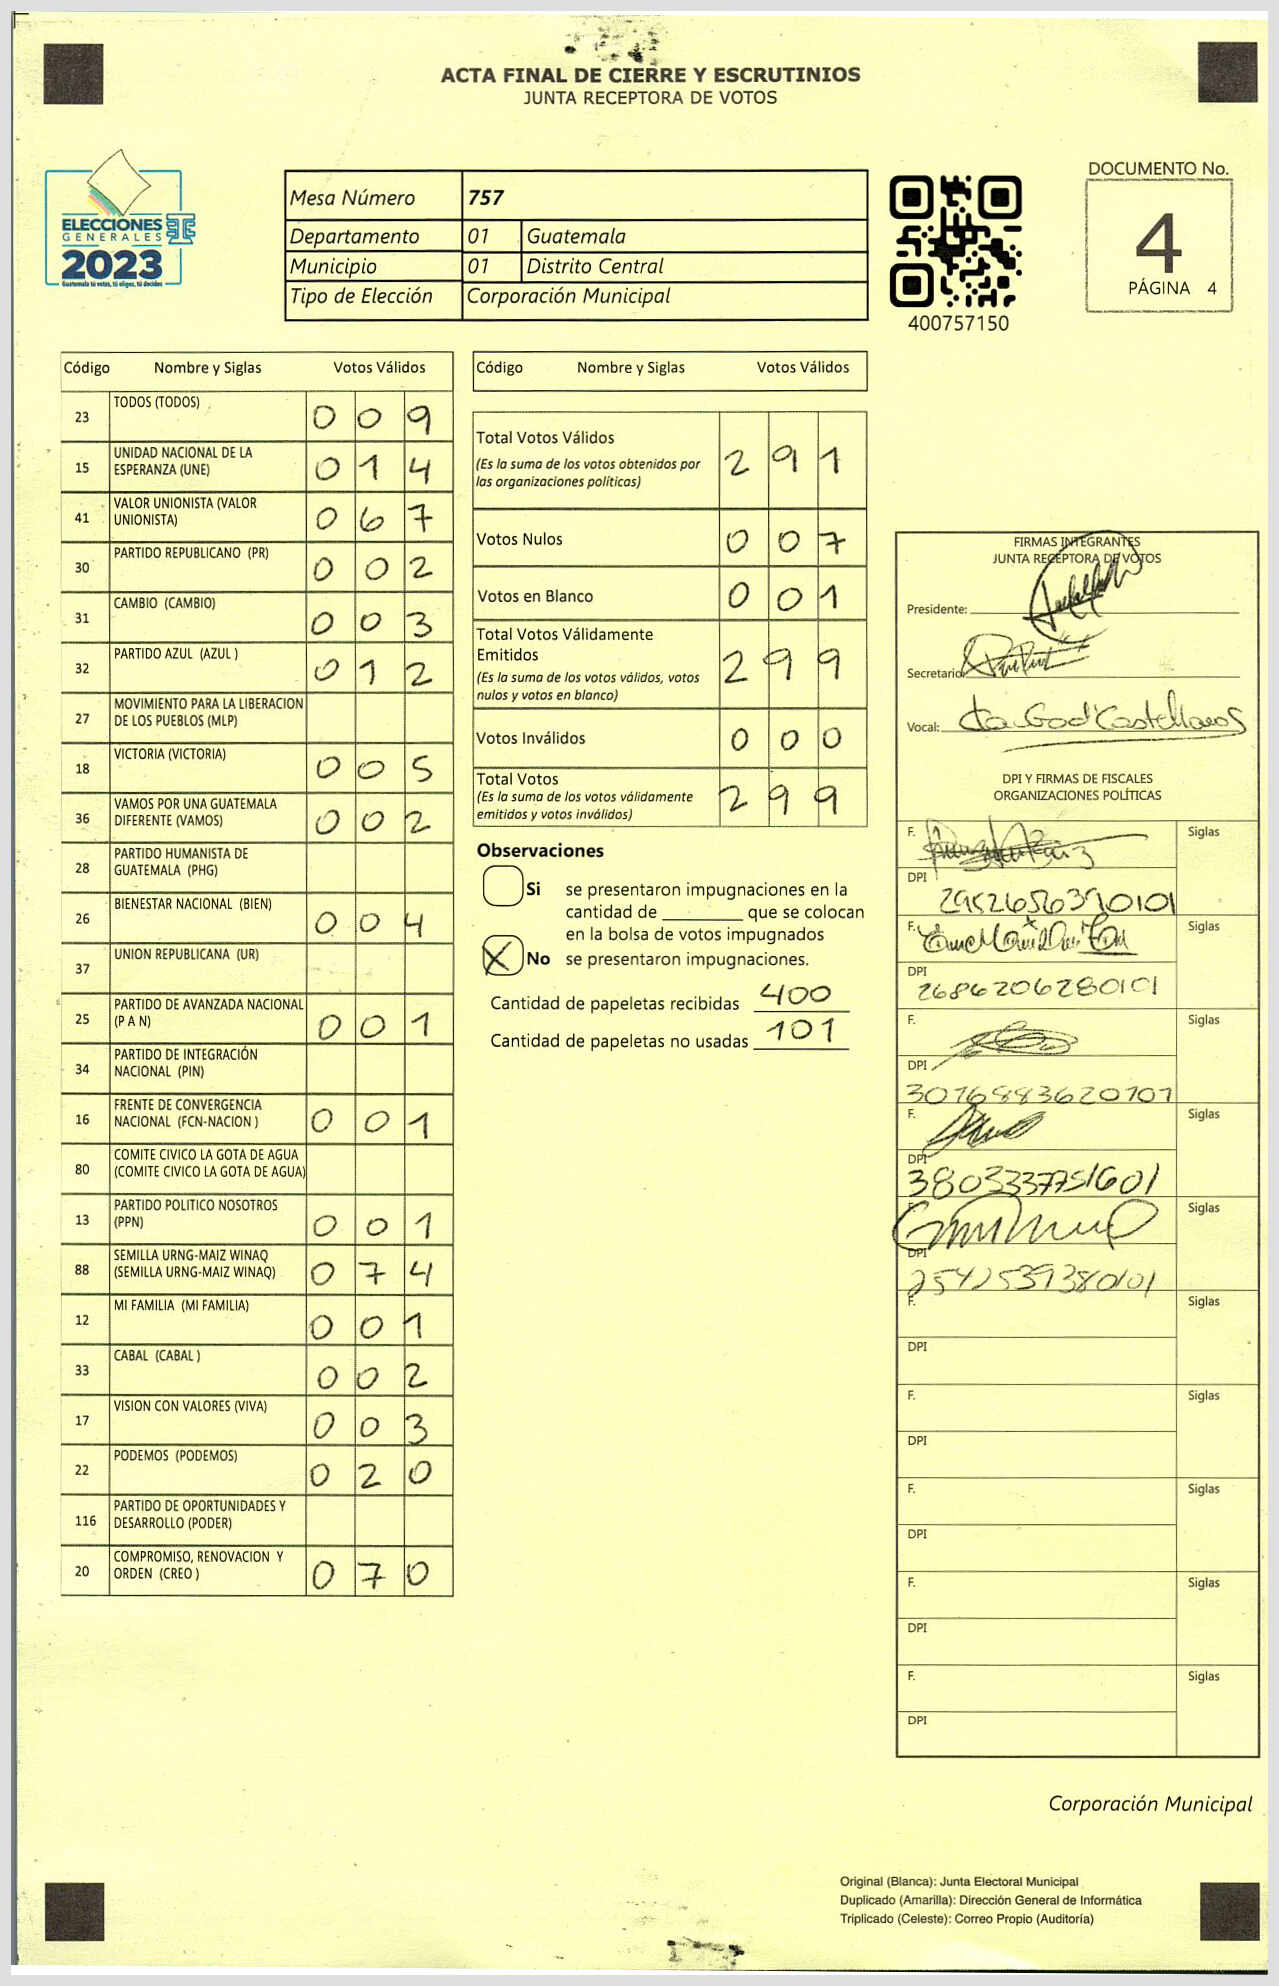 ACTA FINAL DE CIERRE Y ESCRUTINIOS
JUNTA RECEPTORA DE VOTOS
ELECCIONES
GENERALES
2023
Guatemala tú votas, tú eliges, tú decides
Mesa Número 757
Departamento 01 Guatemala
Municipio 01 Distrito Central
Tipo de Elección Corporación Municipal
400757150
DOCUMENTO No.
4
PÁGINA 4
Código Nombre y Siglas Votos Válidos
23 TODOS (TODOS) 0 0 9
15 UNIDAD NACIONAL DE LA
ESPERANZA (UNE) 0 1 4
41 VALOR UNIONISTA (VALOR
UNIONISTA) 0 6 7
30 PARTIDO REPUBLICANO (PR) 0 0 2
31 CAMBIO (CAMBIO) 0 0 3
32 PARTIDO AZUL (AZUL ) 0 1 2
27 MOVIMIENTO PARA LA LIBERACION
DE LOS PUEBLOS (MLP)
18 VICTORIA (VICTORIA) 0 0 5
36 VAMOS POR UNA GUATEMALA
DIFERENTE (VAMOS) 0 0 2
28 PARTIDO HUMANISTA DE
GUATEMALA (PHG)
26 BIENESTAR NACIONAL (BIEN) 0 0 4
37 UNION REPUBLICANA (UR)
25 PARTIDO DE AVANZADA NACIONAL
(P A N) 0 0 1
34 PARTIDO DE INTEGRACIÓN
NACIONAL (PIN)
16 FRENTE DE CONVERGENCIA
NACIONAL (FCN-NACION ) 0 0 1
80 COMITE CIVICO LA GOTA DE AGUA
(COMITE CIVICO LA GOTA DE AGUA)
13 PARTIDO POLITICO NOSOTROS
(PPN) 0 0 1
88 SEMILLA URNG-MAIZ WINAQ
(SEMILLA URNG-MAIZ WINAQ) 0 7 4
12 MI FAMILIA (MI FAMILIA) 0 0 1
33 CABAL (CABAL ) 0 0 2
17 VISION CON VALORES (VIVA) 0 0 3
22 PODEMOS (PODEMOS) 0 2 0
116 PARTIDO DE OPORTUNIDADES Y
DESARROLLO (PODER)
20 COMPROMISO, RENOVACION Y
ORDEN (CREO ) 0 7 0
Código Nombre y Siglas Votos Válidos
Total Votos Válidos 2 9 1
(Es la suma de los votos obtenidos por
las organizaciones políticas)
Votos Nulos 0 0 7
Votos en Blanco 0 0 1
Total Votos Válidamente
Emitidos 2 9 9
(Es la suma de los votos válidos, votos
nulos y votos en blanco)
Votos Inválidos 0 0 0
Total Votos 2 9 9
(Es la suma de los votos válidamente
emitidos y votos inválidos)
Observaciones
Si se presentaron impugnaciones en la
cantidad de ________ que se colocan
en la bolsa de votos impugnados
X No se presentaron impugnaciones.
Cantidad de papeletas recibidas 400
Cantidad de papeletas no usadas 101
FIRMAS INTEGRANTES
JUNTA RECEPTORA DE VOTOS
Presidente:
Secretario:
Vocal:
DPI Y FIRMAS DE FISCALES
ORGANIZACIONES POLÍTICAS
F. Siglas
DPI
2952656390101
F. Siglas
DPI
2686206280101
F. Siglas
DPI
3076883620101
F. Siglas
DPI
3803337751601
F. Siglas
DPI
2542539380101
F. Siglas
DPI
F. Siglas
DPI
F. Siglas
DPI
F. Siglas
DPI
F. Siglas
DPI
Corporación Municipal
Original (Blanca): Junta Electoral Municipal
Duplicado (Amarilla): Dirección General de Informática
Triplicado (Celeste): Correo Propio (Auditoría)